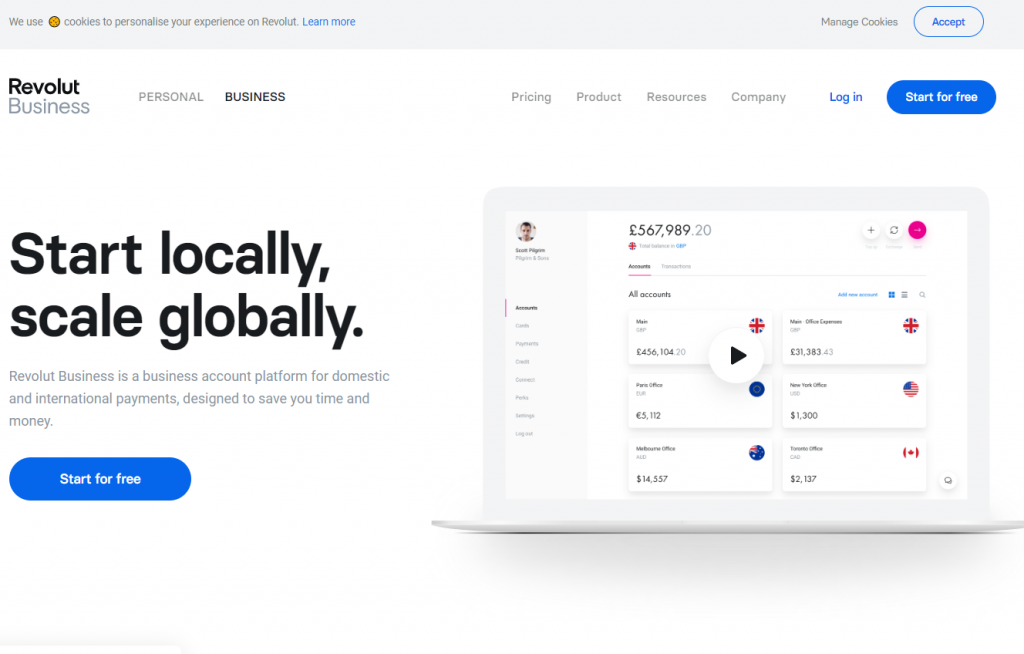 We use 🍪 cookies to personalise your experience on Revolut. Learn more
Manage Cookies
Accept
Revolut
Business
PERSONAL
BUSINESS
Pricing
Product
Resources
Company
Log in
Start for free
Start locally,
scale globally.
Revolut Business is a business account platform for domestic
and international payments, designed to save you time and
money.
Start for free
Scott Pilgrim
Pilgrim & Sons
Accounts
Cards
Payments
Credit
Connect
Perks
Settings
Log out
£567,989.20
Total balance in GBP
Accounts
Transactions
All accounts
Add new account
Main
GBP
£456,104.20
Main - Office Expenses
GBP
£31,383.43
Paris Office
EUR
€5,112
New York Office
USD
$1,300
Melbourne Office
AUD
$14,557
Toronto Office
CAD
$2,137